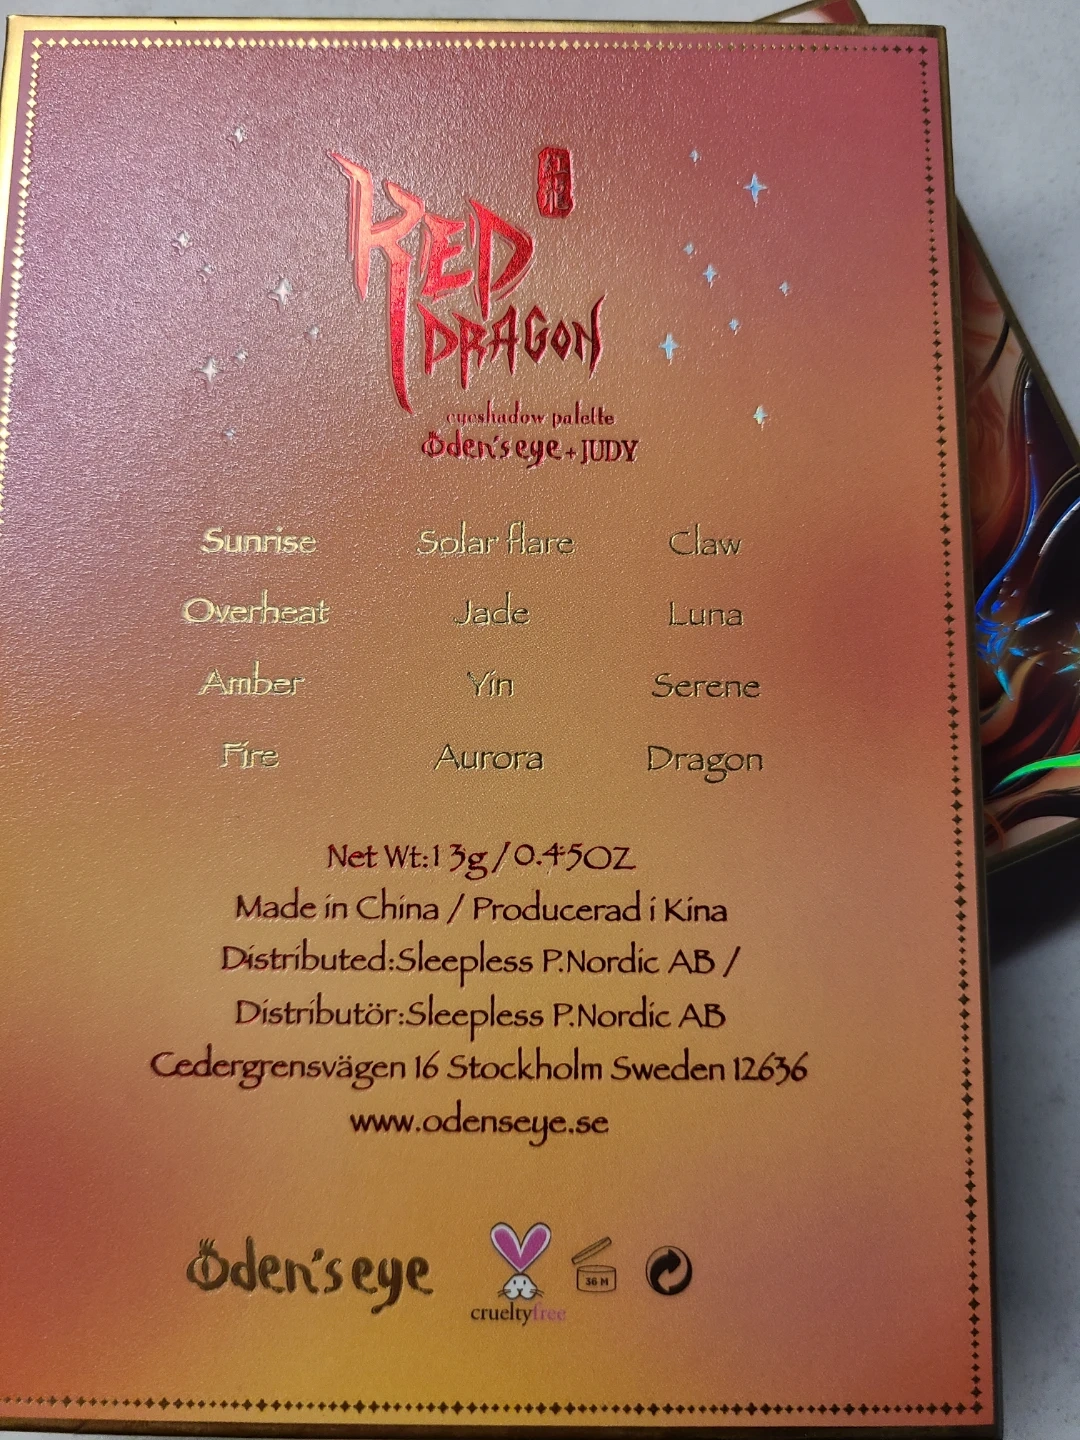 RED
DRAGON
eyeshadow palette
Öden's eye + JUDY
Sunrise Solar flare Claw
Overheat Jade Luna
Amber Yin Serene
Fire Aurora Dragon
Net Wt:13g/0.45OZ
Made in China / Producerad i Kina
Distributed:Sleepless P.Nordic AB /
Distributör:Sleepless P.Nordic AB
Cedergrensvägen 16 Stockholm Sweden 12636
www.odenseye.se
Öden's eye
crueltyfree
36 M